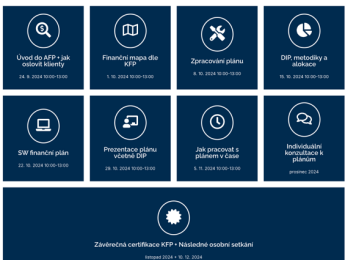 Úvod do AFP • jak
oslovit klienty
24. 9. 2024 10:00-13:00
Finanční mapa dle
KFP
1. 10. 2024 10:00-13:00
Zpracování plánu
8. 10. 2024 10:00-13:00
DIP, metodiky a
alokace
15. 10. 2024 10:00-13:00
SW finanční plán
22. 10. 2024 10:00-13:00
Prezentace plánu
včetně DIP
29. 10. 2024 10:00-13:00
Jak pracovat s
plánem v čase
5. 11. 2024 10:00-13:00
Individuální
konzultace k
plánům
prosinec 2024
Závěrečná certifikace KFP • Následné osobní setkání
listopad 2024 • 10. 12. 2024